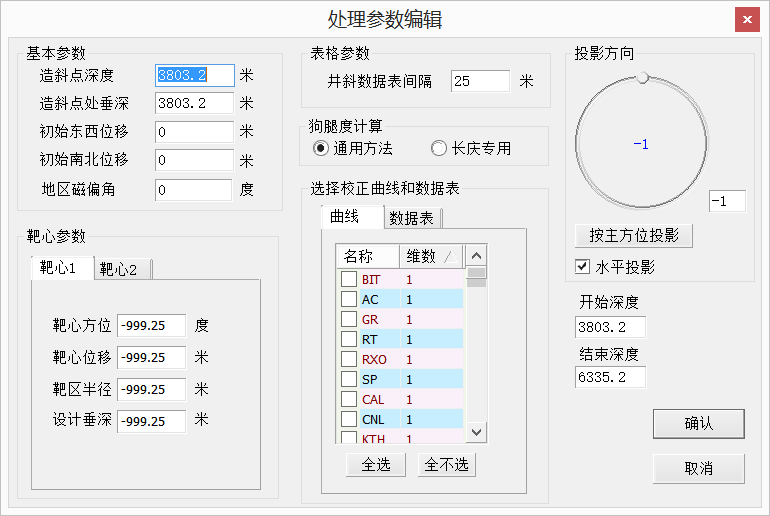 处理参数编辑
基本参数
造斜点深度 3803.2 米
造斜点处垂深 3803.2 米
初始东西位移 0 米
初始南北位移 0 米
地区磁偏角 0 度
靶心参数
靶心1 靶心2
靶心方位 -999.25 度
靶心位移 -999.25 米
靶区半径 -999.25 米
设计垂深 -999.25 米
表格参数
井斜数据表间隔 25 米
狗腿度计算
通用方法 长庆专用
选择校正曲线和数据表
曲线 数据表
名称 维数
BIT 1
AC 1
GR 1
RT 1
RXO 1
SP 1
CAL 1
CNL 1
KTH 1
全选 全不选
投影方向
-1
-1
按主方位投影
水平投影
开始深度
3803.2
结束深度
6335.2
确认
取消